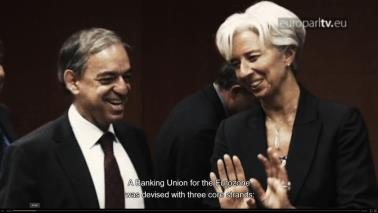 europarltv.eu
A Banking Union for the Eurozone
was devised with three core strands: